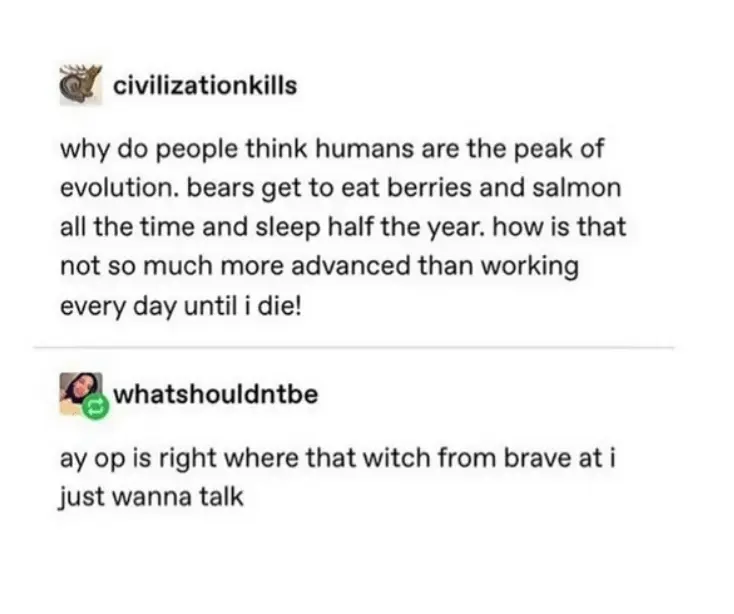 civilizationkills
why do people think humans are the peak of
evolution. bears get to eat berries and salmon
all the time and sleep half the year. how is that
not so much more advanced than working
every day until i die!
whatshouldntbe
ay op is right where that witch from brave at i
just wanna talk